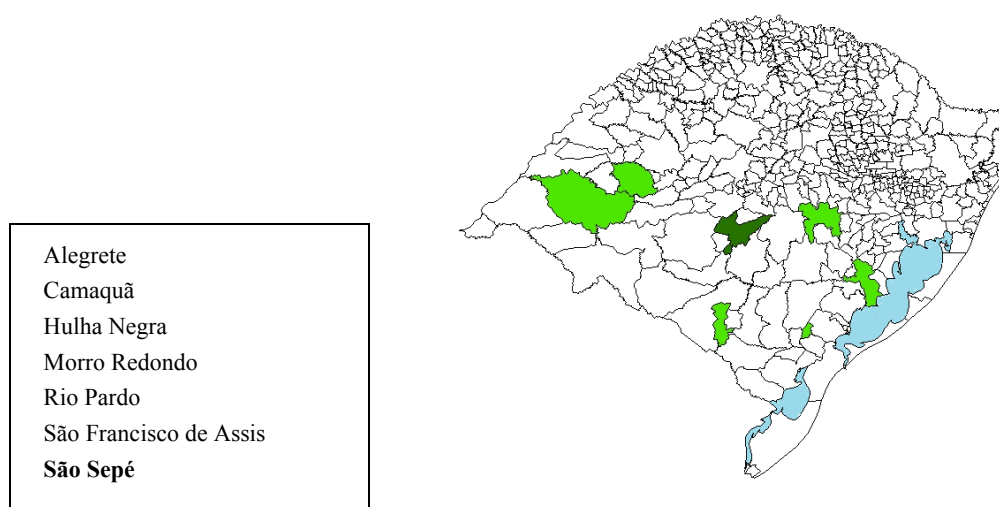 Alegrete
Camaquã
Hulha Negra
Morro Redondo
Rio Pardo
São Francisco de Assis
São Sepé